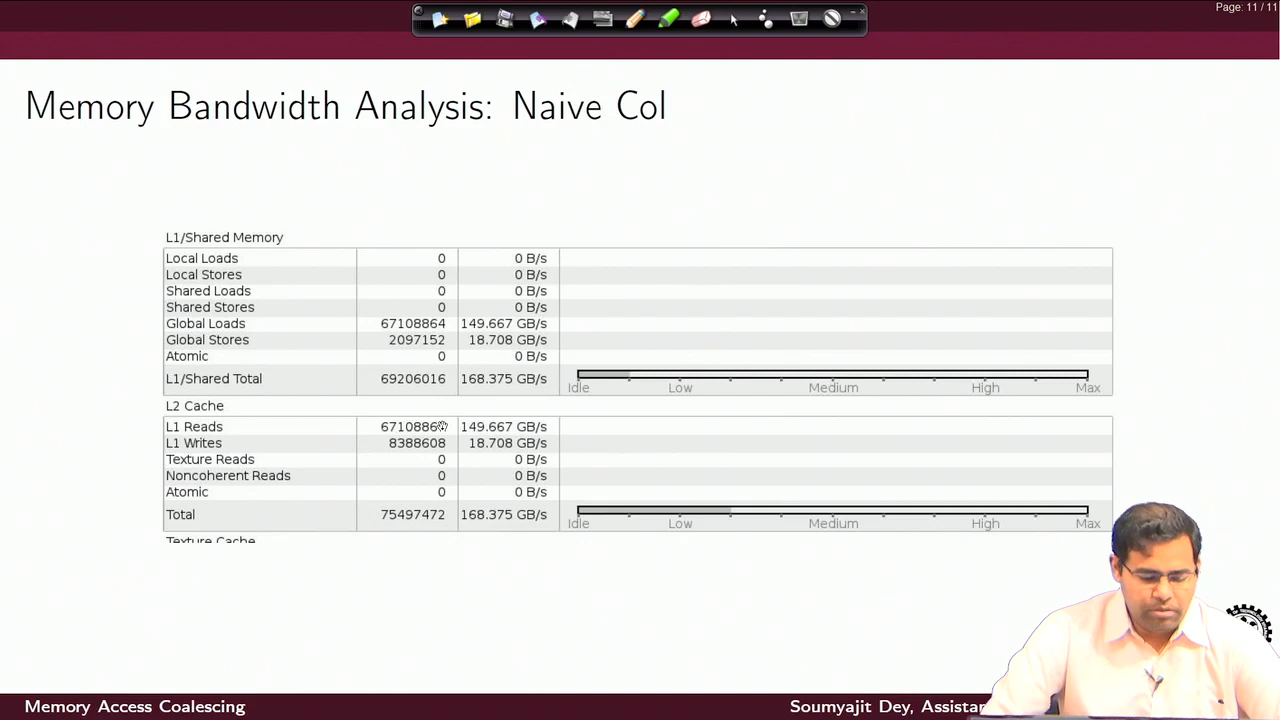 Page: 11 / 11
Memory Bandwidth Analysis: Naive Col
L1/Shared Memory
Local Loads 0 0 B/s
Local Stores 0 0 B/s
Shared Loads 0 0 B/s
Shared Stores 0 0 B/s
Global Loads 67108864 149.667 GB/s
Global Stores 2097152 18.708 GB/s
Atomic 0 0 B/s
L1/Shared Total 69206016 168.375 GB/s
Idle Low Medium High Max
L2 Cache
L1 Reads 149.667 GB/s
L1 Writes 8388608 18.708 GB/s
Texture Reads 0 0 B/s
Noncoherent Reads 0 0 B/s
Atomic 0 0 B/s
Total 75497472 168.375 GB/s
Idle Low Medium High Max
Texture Cache
Memory Access Coalescing Soumyajit Dey,